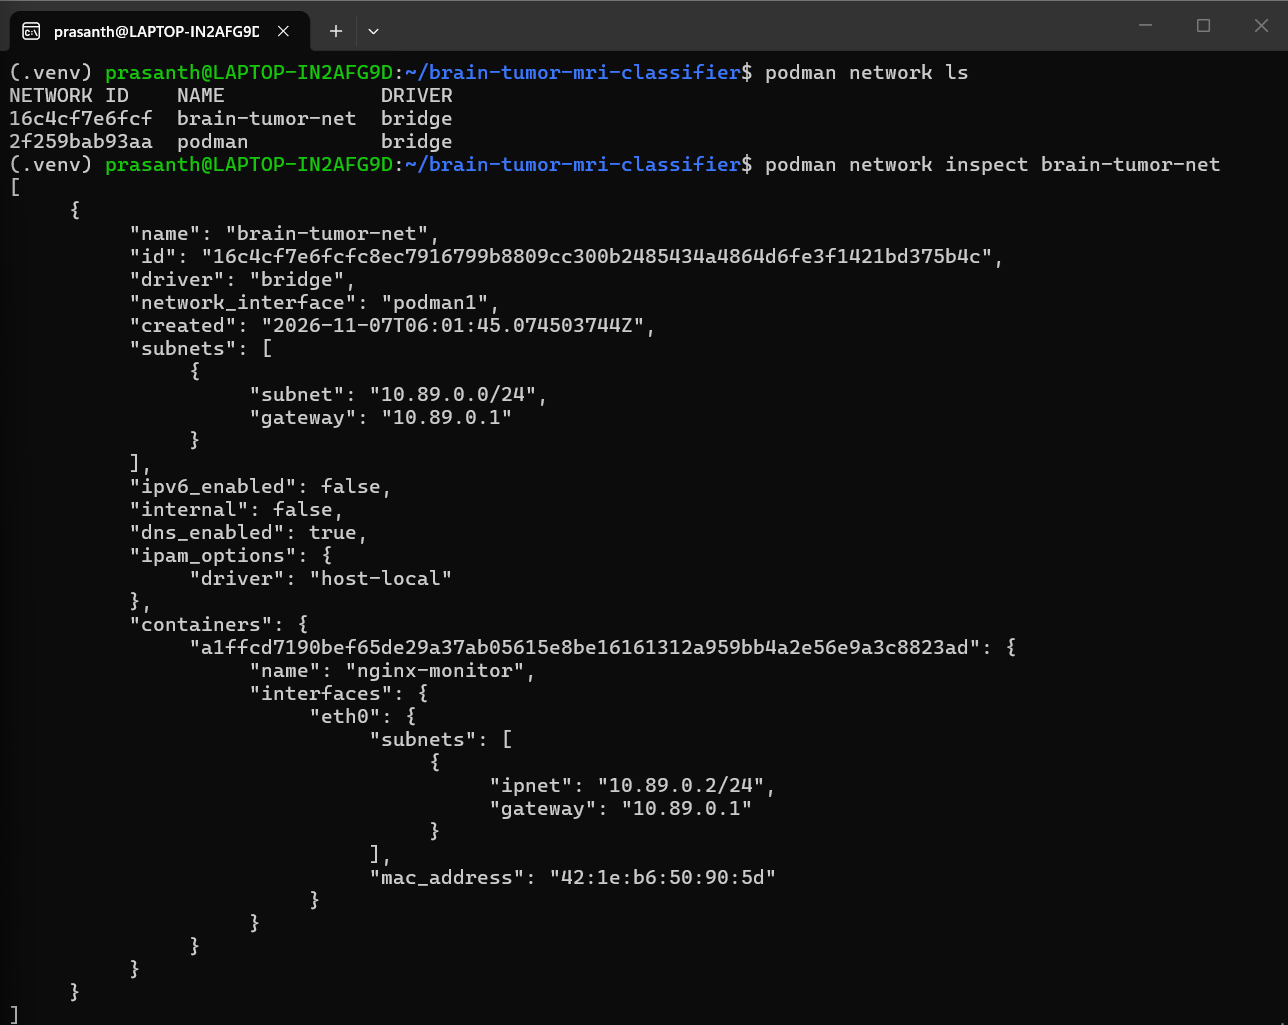 prasanth@LAPTOP-IN2AFG9D
(.venv) prasanth@LAPTOP-IN2AFG9D:~/brain-tumor-mri-classifier$ podman network ls
NETWORK ID    NAME             DRIVER
16c4cf7e6fcf  brain-tumor-net  bridge
2f259bab93aa  podman           bridge
(.venv) prasanth@LAPTOP-IN2AFG9D:~/brain-tumor-mri-classifier$ podman network inspect brain-tumor-net
[
     {
          "name": "brain-tumor-net",
          "id": "16c4cf7e6fcfc8ec7916799b8809cc300b2485434a4864d6fe3f1421bd375b4c",
          "driver": "bridge",
          "network_interface": "podman1",
          "created": "2026-11-07T06:01:45.074503744Z",
          "subnets": [
               {
                    "subnet": "10.89.0.0/24",
                    "gateway": "10.89.0.1"
               }
          ],
          "ipv6_enabled": false,
          "internal": false,
          "dns_enabled": true,
          "ipam_options": {
               "driver": "host-local"
          },
          "containers": {
               "a1ffcd7190bef65de29a37ab05615e8be16161312a959bb4a2e56e9a3c8823ad": {
                    "name": "nginx-monitor",
                    "interfaces": {
                         "eth0": {
                              "subnets": [
                                   {
                                        "ipnet": "10.89.0.2/24",
                                        "gateway": "10.89.0.1"
                                   }
                              ],
                              "mac_address": "42:1e:b6:50:90:5d"
                         }
                    }
               }
          }
     }
]